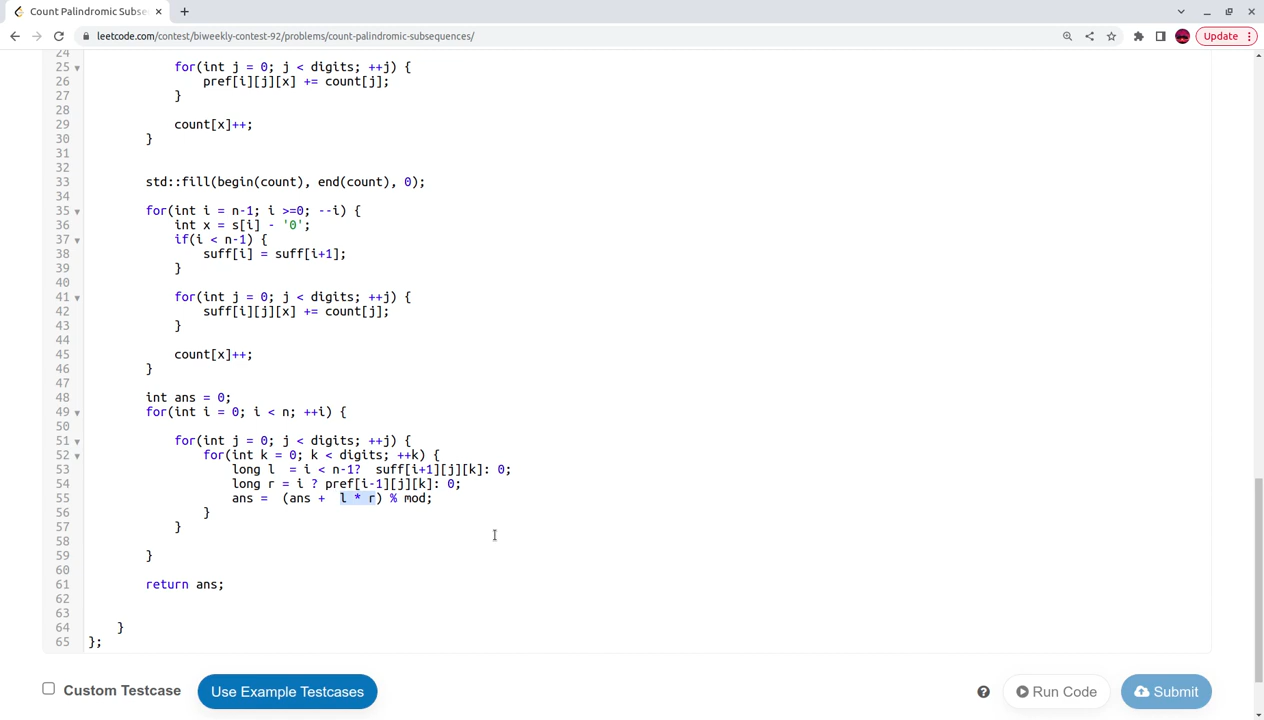 Count Palindromic Subse
leetcode.com/contest/biweekly-contest-92/problems/count-palindromic-subsequences/
Update
24
25 for(int j = 0; j < digits; ++j) {
26 pref[i][j][x] += count[j];
27 }
28
29 count[x]++;
30 }
31
32
33 std::fill(begin(count), end(count), 0);
34
35 for(int i = n-1; i >=0; --i) {
36 int x = s[i] - '0';
37 if(i < n-1) {
38 suff[i] = suff[i+1];
39 }
40
41 for(int j = 0; j < digits; ++j) {
42 suff[i][j][x] += count[j];
43 }
44
45 count[x]++;
46 }
47
48 int ans = 0;
49 for(int i = 0; i < n; ++i) {
50
51 for(int j = 0; j < digits; ++j) {
52 for(int k = 0; k < digits; ++k) {
53 long l  = i < n-1?  suff[i+1][j][k]: 0;
54 long r = i ? pref[i-1][j][k]: 0;
55 ans =  (ans +  l * r) % mod;
56 }
57 }
58
59 }
60
61 return ans;
62
63
64 }
65 };
Custom Testcase
Use Example Testcases
Run Code
Submit